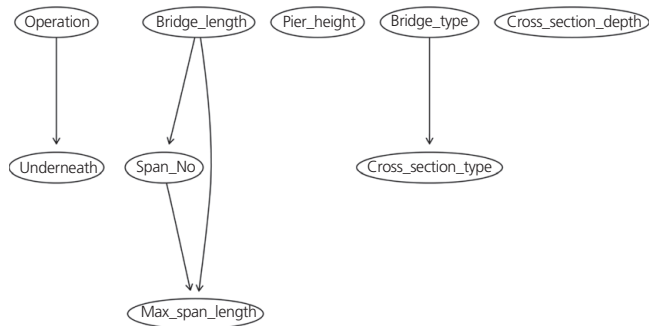 Operation
Bridge_length
Pier_height
Bridge_type
Cross_section_depth
Underneath
Span_No
Cross_section_type
Max_span_length